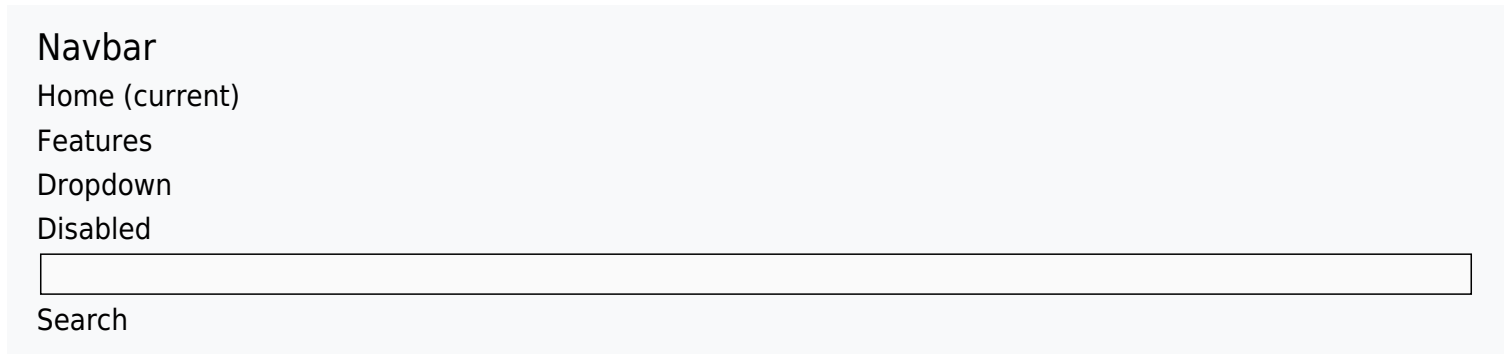 Navbar
Home (current)
Features
Dropdown
Disabled
Search